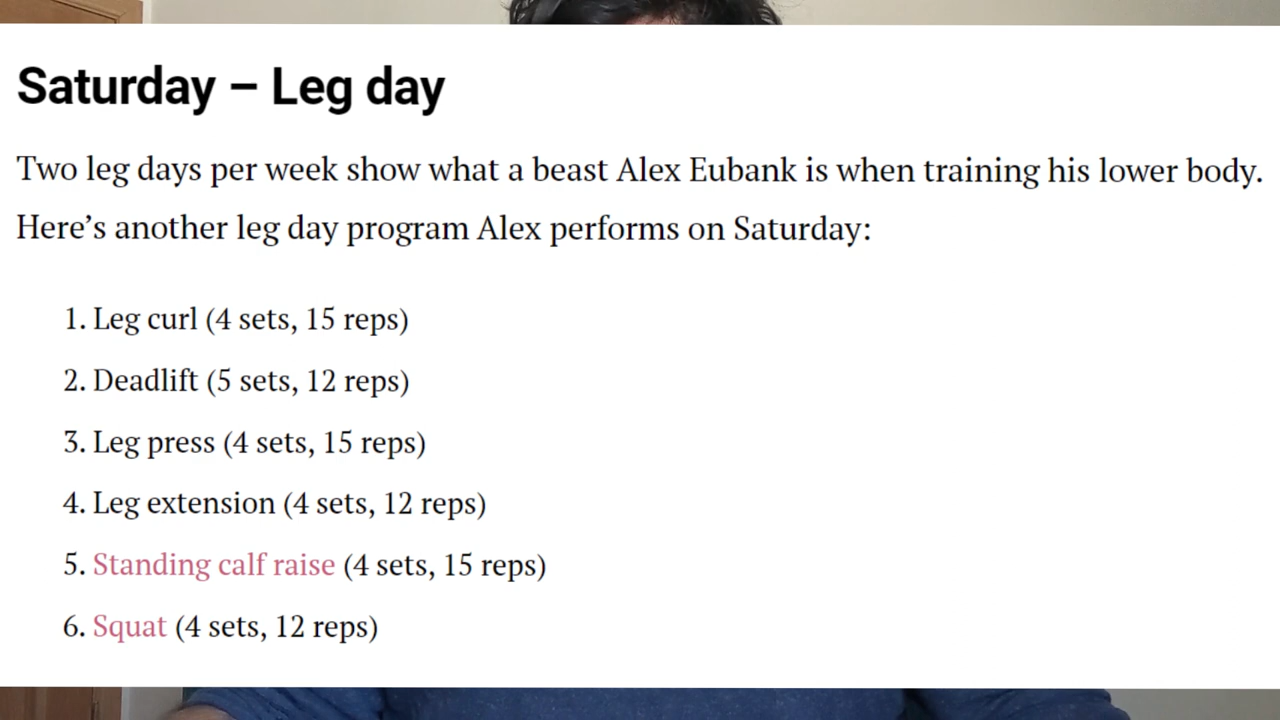 Saturday – Leg day
Two leg days per week show what a beast Alex Eubank is when training his lower body.
Here’s another leg day program Alex performs on Saturday:
1. Leg curl (4 sets, 15 reps)
2. Deadlift (5 sets, 12 reps)
3. Leg press (4 sets, 15 reps)
4. Leg extension (4 sets, 12 reps)
5. Standing calf raise (4 sets, 15 reps)
6. Squat (4 sets, 12 reps)